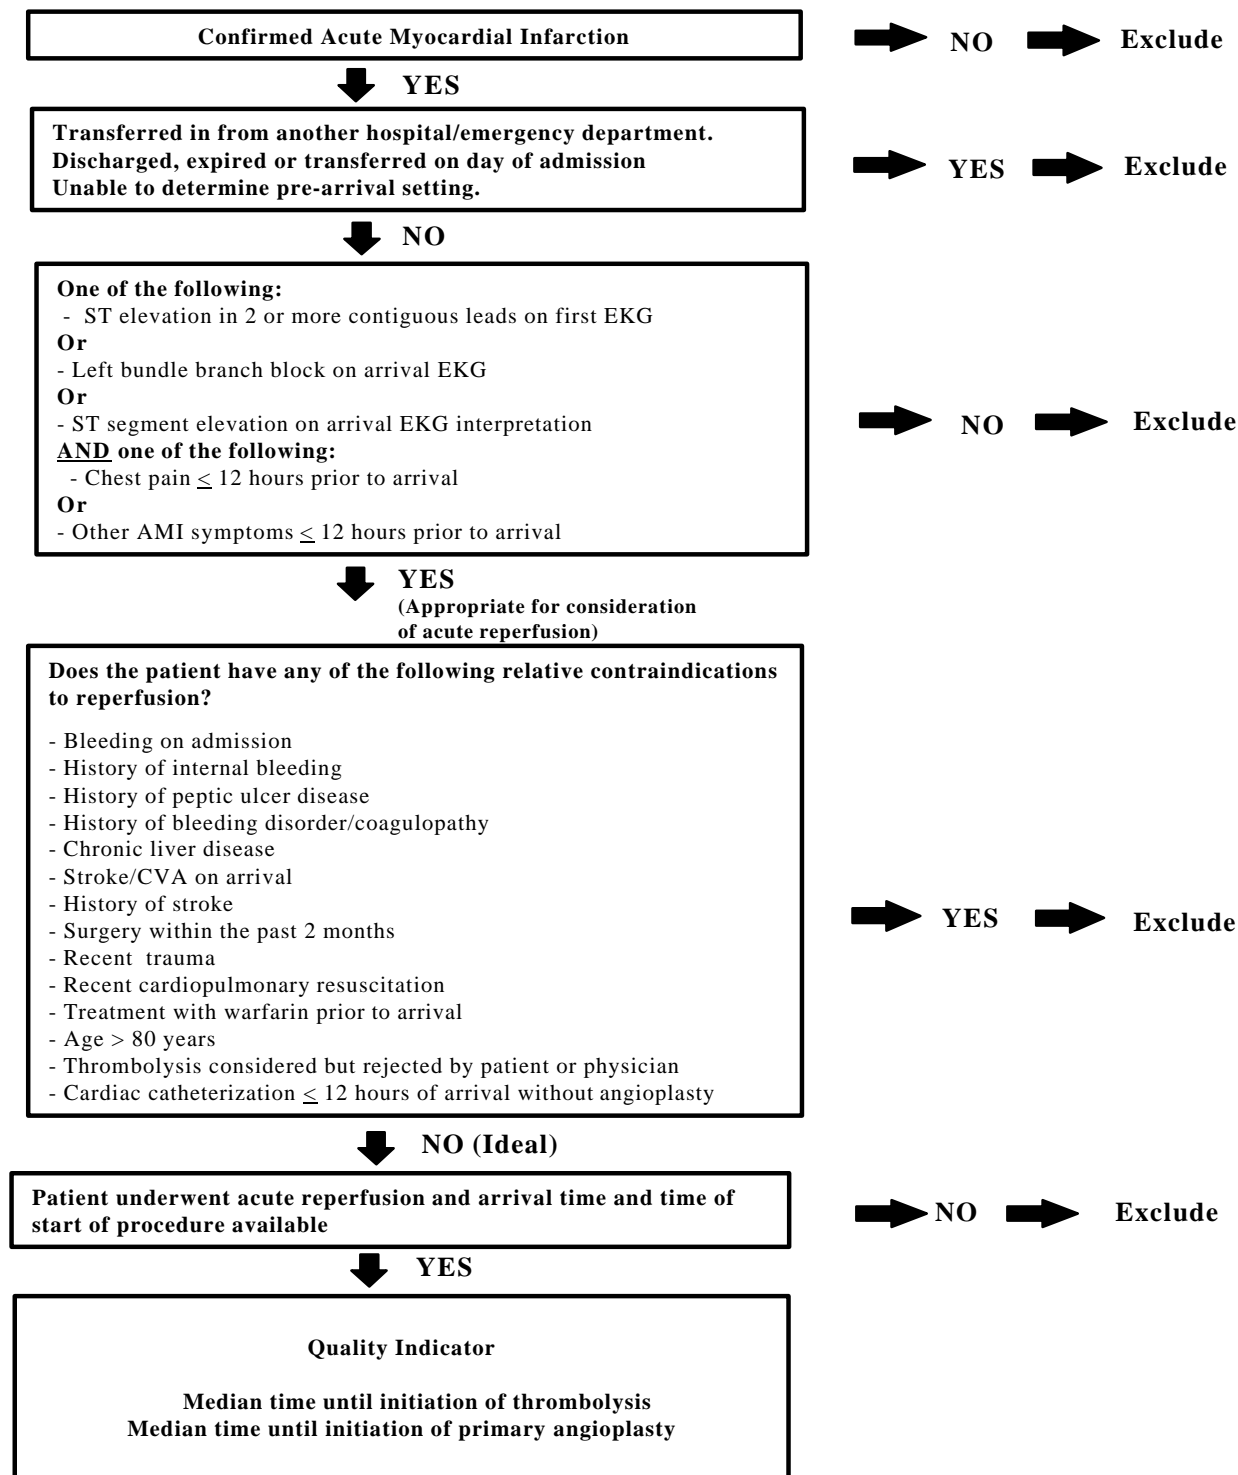 Confirmed Acute Myocardial Infarction
NO
Exclude
YES
Transferred in from another hospital/emergency department.
Discharged, expired or transferred on day of admission
Unable to determine pre-arrival setting.
YES
Exclude
NO
One of the following:
- ST elevation in 2 or more contiguous leads on first EKG
Or
- Left bundle branch block on arrival EKG
Or
- ST segment elevation on arrival EKG interpretation
AND one of the following:
- Chest pain ≤ 12 hours prior to arrival
Or
- Other AMI symptoms ≤ 12 hours prior to arrival
NO
Exclude
YES
(Appropriate for consideration
of acute reperfusion)
Does the patient have any of the following relative contraindications
to reperfusion?
- Bleeding on admission
- History of internal bleeding
- History of peptic ulcer disease
- History of bleeding disorder/coagulopathy
- Chronic liver disease
- Stroke/CVA on arrival
- History of stroke
- Surgery within the past 2 months
- Recent trauma
- Recent cardiopulmonary resuscitation
- Treatment with warfarin prior to arrival
- Age > 80 years
- Thrombolysis considered but rejected by patient or physician
- Cardiac catheterization ≤ 12 hours of arrival without angioplasty
YES
Exclude
NO (Ideal)
Patient underwent acute reperfusion and arrival time and time of
start of procedure available
NO
Exclude
YES
Quality Indicator
Median time until initiation of thrombolysis
Median time until initiation of primary angioplasty